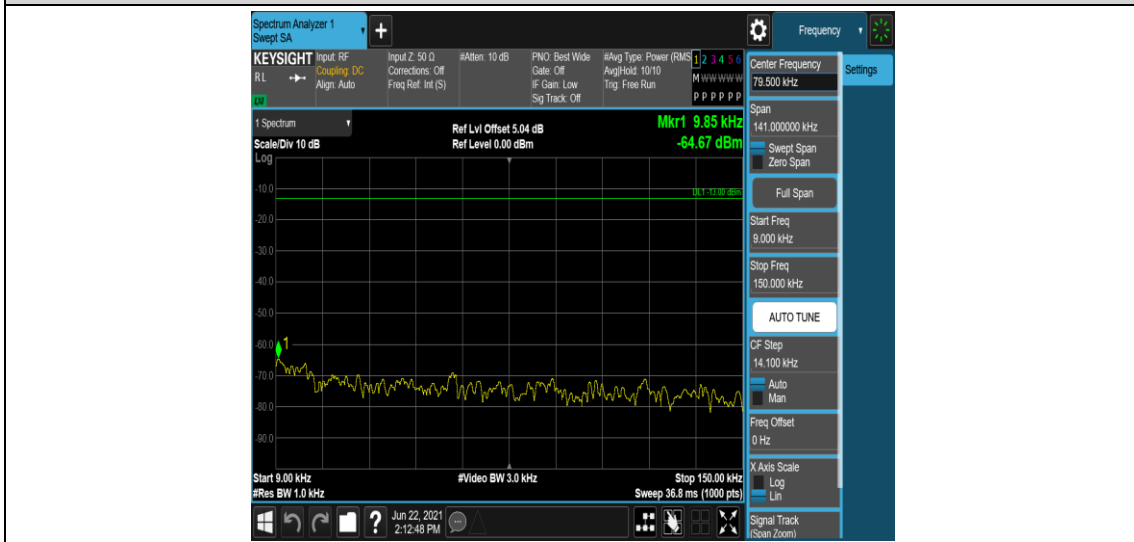 Spectrum Analyzer 1
Swept SA
+
Frequency
KEYSIGHT
RL
LXI
Input: RF
Coupling: DC
Align: Auto
Input Z: 50 Ω
Corrections: Off
Freq Ref: Int (S)
#Atten: 10 dB
PNO: Best Wide
Gate: Off
IF Gain: Low
Sig Track: Off
#Avg Type: Power (RMS
Avg|Hold: 10/10
Trig: Free Run
1 2 3 4 5 6
M W W W W W
P P P P P P
1 Spectrum
Scale/Div 10 dB
Log
Ref Lvl Offset 5.04 dB
Ref Level 0.00 dBm
Mkr1 9.85 kHz
-64.67 dBm
DL1 -13.00 dBm
-10.0
-20.0
-30.0
-40.0
-50.0
-60.0
1
-70.0
-80.0
-90.0
Start 9.00 kHz
#Res BW 1.0 kHz
#Video BW 3.0 kHz
Stop 150.00 kHz
Sweep 36.8 ms (1000 pts)
Center Frequency
79.500 kHz
Settings
Span
141.000000 kHz
Swept Span
Zero Span
Full Span
Start Freq
9.000 kHz
Stop Freq
150.000 kHz
AUTO TUNE
CF Step
14.100 kHz
Auto
Man
Freq Offset
0 Hz
X Axis Scale
Log
Lin
Signal Track
(Span Zoom)
?
Jun 22, 2021
2:12:48 PM